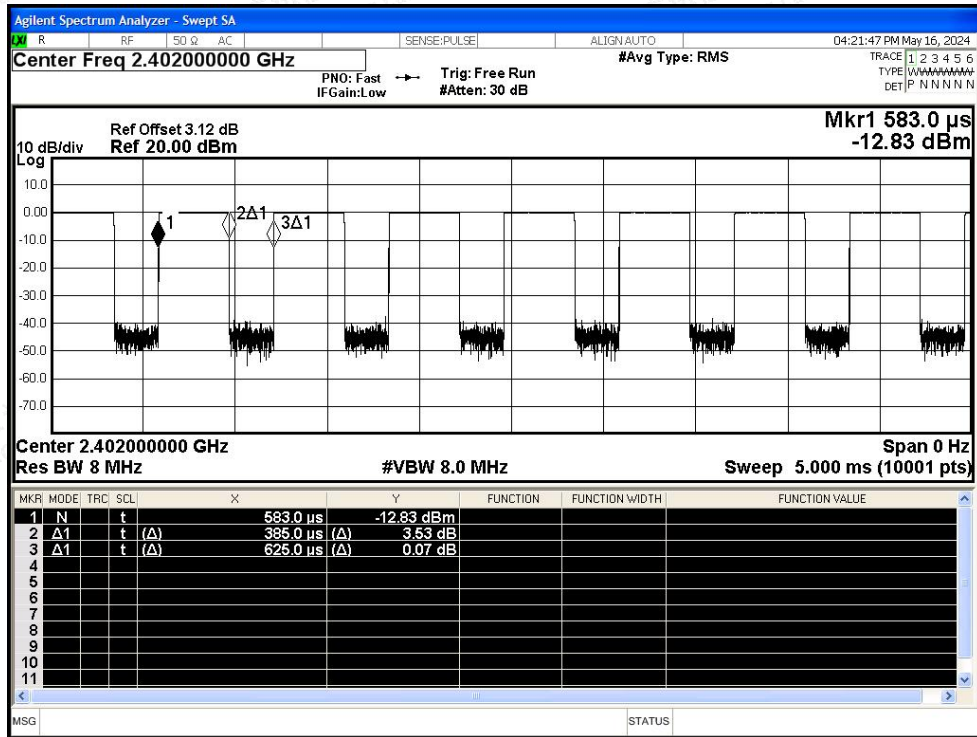 Agilent Spectrum Analyzer - Swept SA
LXI R RF 50 Ω AC SENSE:PULSE ALIGN AUTO 04:21:47 PM May 16, 2024
Center Freq 2.402000000 GHz
PNO: Fast
IFGain:Low
Trig: Free Run
#Atten: 30 dB
#Avg Type: RMS
TRACE 1 2 3 4 5 6
TYPE WWWWWW
DET P N N N N N
Mkr1 583.0 µs
-12.83 dBm
Ref Offset 3.12 dB
10 dB/div Ref 20.00 dBm
Log
10.0
0.00
-10.0
-20.0
-30.0
-40.0
-50.0
-60.0
-70.0
1
2Δ1
3Δ1
Center 2.402000000 GHz Span 0 Hz
Res BW 8 MHz #VBW 8.0 MHz Sweep 5.000 ms (10001 pts)
MKR MODE TRC SCL X Y FUNCTION FUNCTION WIDTH FUNCTION VALUE
1 N t 583.0 µs -12.83 dBm
2 Δ1 t (Δ) 385.0 µs (Δ) 3.53 dB
3 Δ1 t (Δ) 625.0 µs (Δ) 0.07 dB
4
5
6
7
8
9
10
11
MSG STATUS